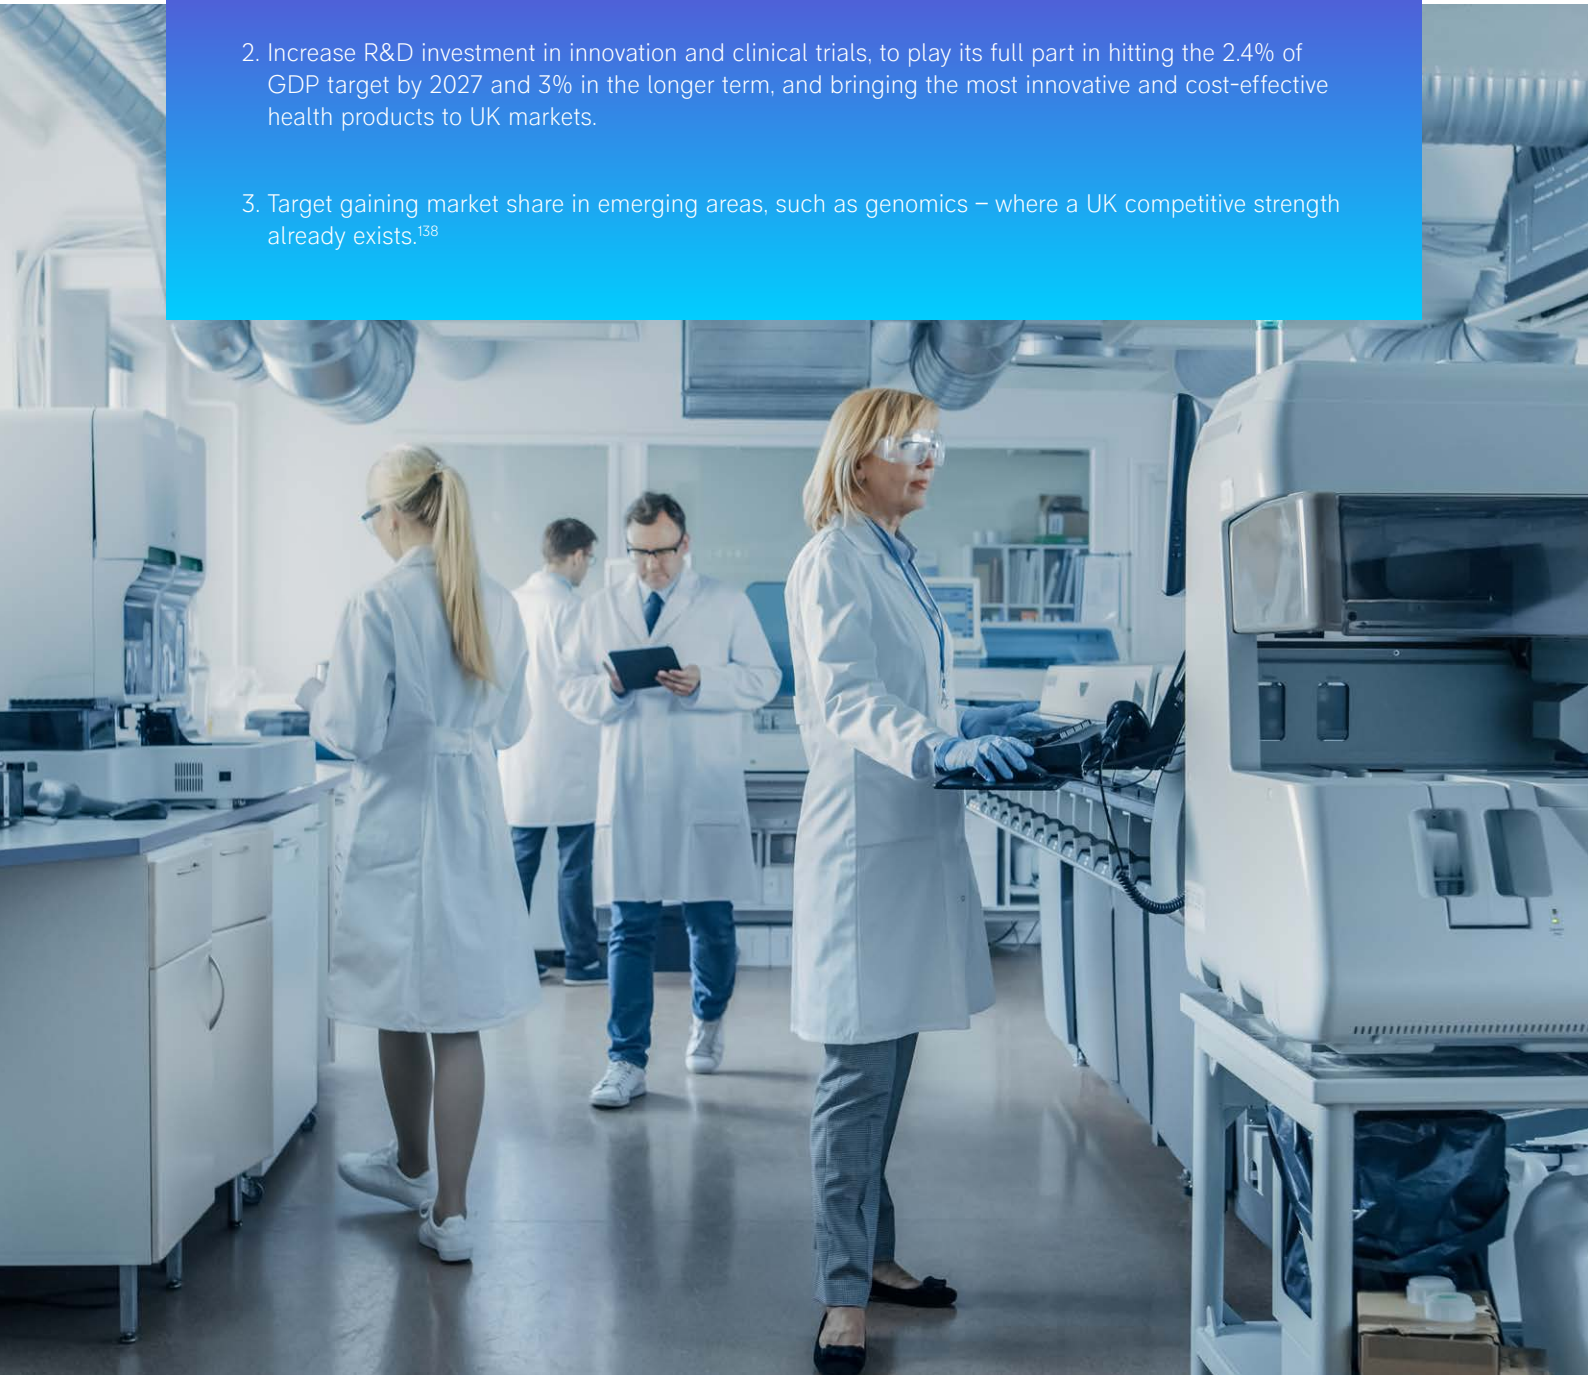 2. Increase R&D investment in innovation and clinical trials, to play its full part in hitting the 2.4% of
GDP target by 2027 and 3% in the longer term, and bringing the most innovative and cost-effective
health products to UK markets.
3. Target gaining market share in emerging areas, such as genomics – where a UK competitive strength
already exists.¹³⁸